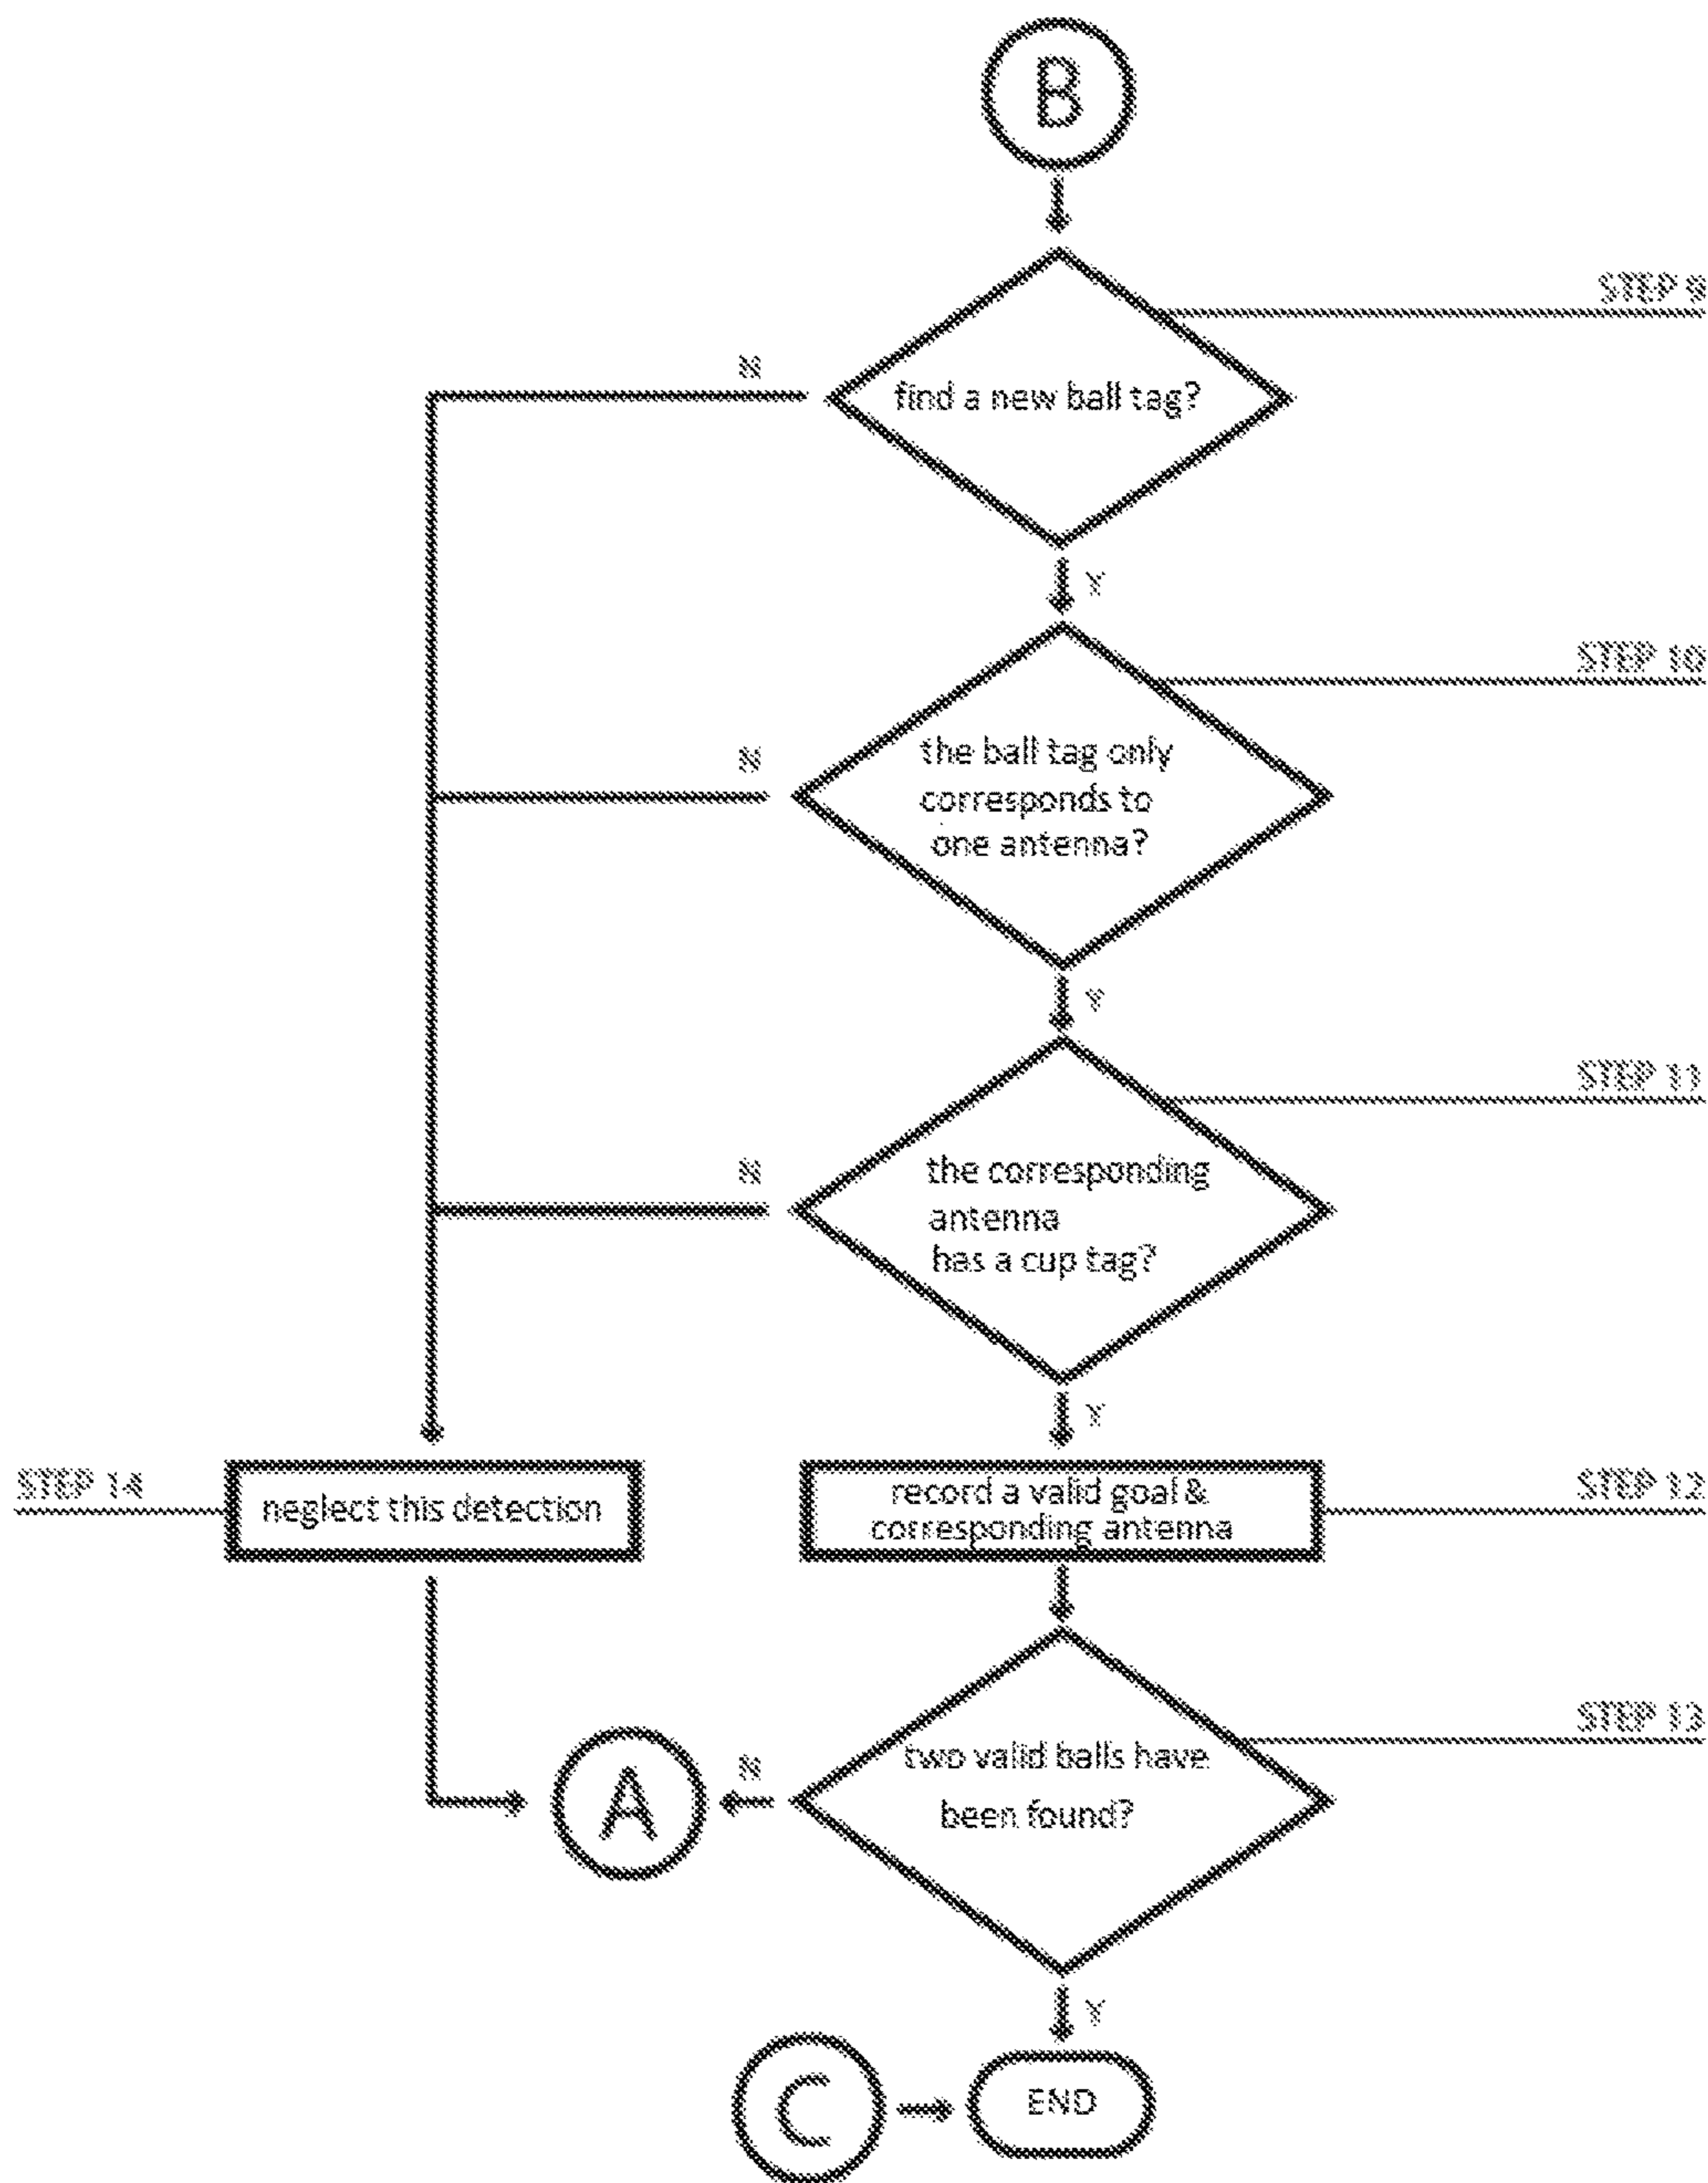 B
STEP 9
N
find a new ball tag?
Y
STEP 10
N
the ball tag only
corresponds to
one antenna?
Y
STEP 11
N
the corresponding
antenna
has a cup tag?
Y
STEP 14
neglect this detection
record a valid goal &
corresponding antenna
STEP 12
STEP 13
two valid balls have
been found?
N
A
Y
C
END